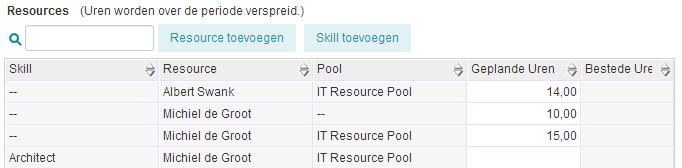 Resources (Uren worden over de periode verspreid.)
Resource toevoegen Skill toevoegen
Skill Resource Pool Geplande Uren Bestede Ure
-- Albert Swank IT Resource Pool 14,00
-- Michiel de Groot -- 10,00
-- Michiel de Groot IT Resource Pool 15,00
Architect Michiel de Groot IT Resource Pool